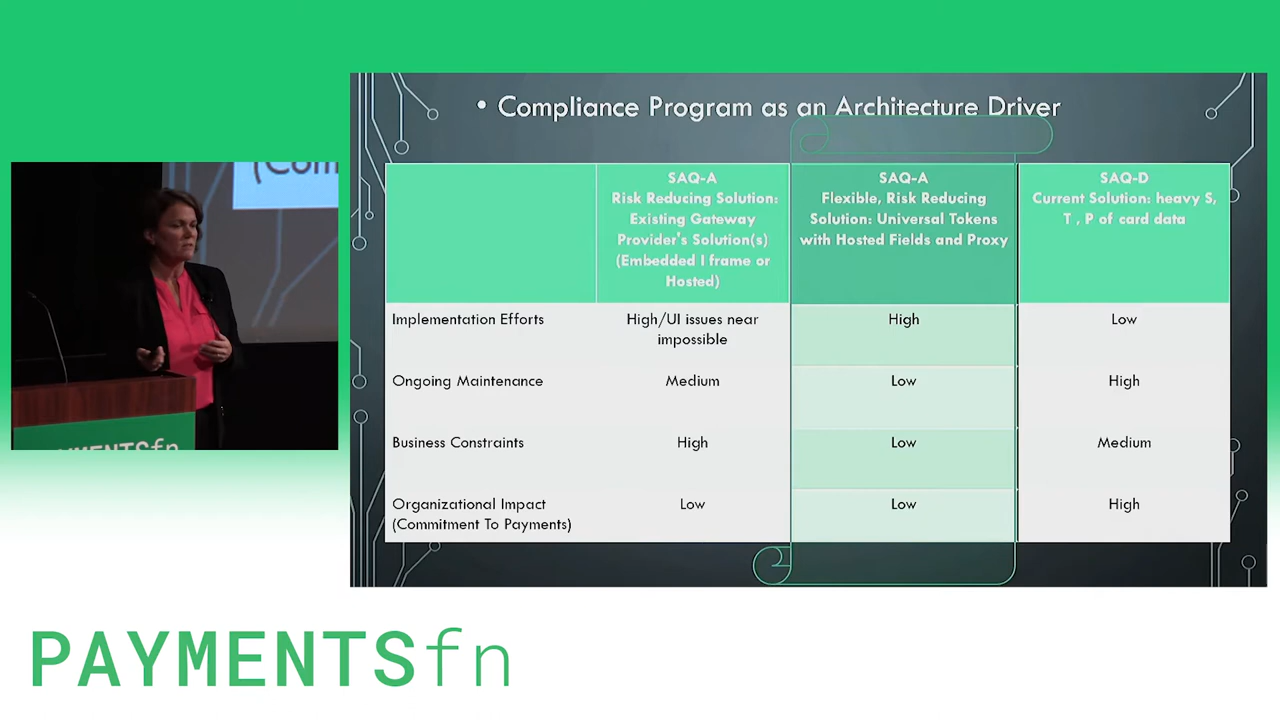 • Compliance Program as an Architecture Driver
SAQ-A
Risk Reducing Solution:
Existing Gateway
Provider's Solution(s)
(Embedded I frame or
Hosted)
SAQ-A
Flexible, Risk Reducing
Solution: Universal Tokens
with Hosted Fields and Proxy
SAQ-D
Current Solution: heavy S,
T , P of card data
Implementation Efforts
High/UI issues near
impossible
High
Low
Ongoing Maintenance
Medium
Low
High
Business Constraints
High
Low
Medium
Organizational Impact
(Commitment To Payments)
Low
Low
High
(Com
PAYMENTSfn
PAYMENTSfn